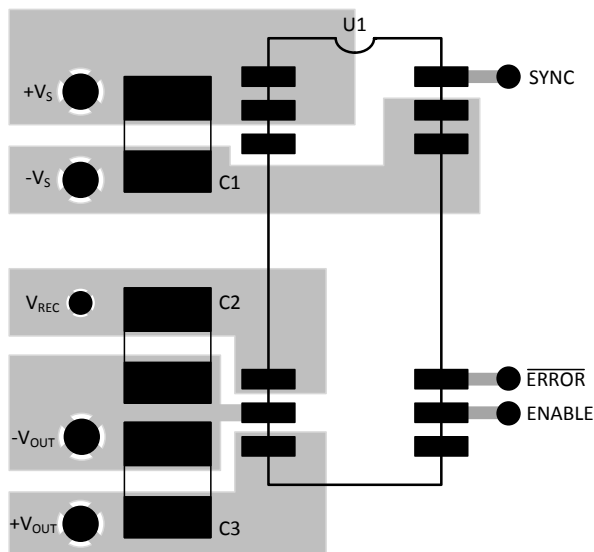 U1
+VS
SYNC
-VS
C1
VREC
C2
ERROR
-VOUT
ENABLE
+VOUT
C3